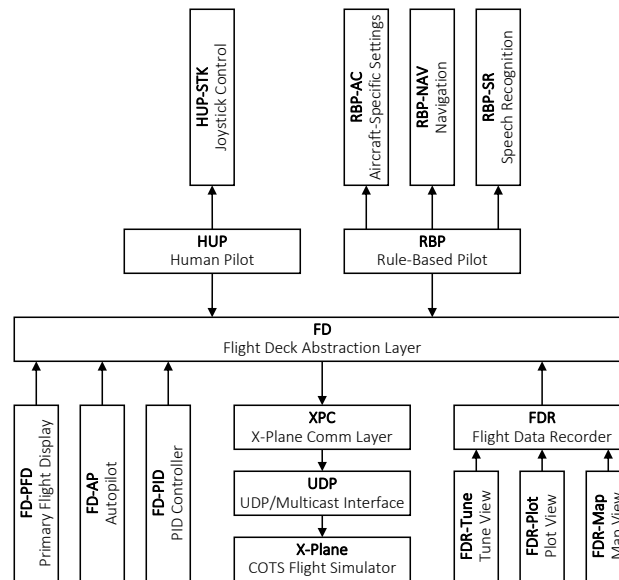 HUP-STK
Joystick Control
RBP-AC
Aircraft-Specific Settings
RBP-NAV
Navigation
RBP-SR
Speech Recognition
HUP
Human Pilot
RBP
Rule-Based Pilot
FD
Flight Deck Abstraction Layer
FD-PFD
Primary Flight Display
FD-AP
Autopilot
FD-PID
PID Controller
XPC
X-Plane Comm Layer
UDP
UDP/Multicast Interface
X-Plane
COTS Flight Simulator
FDR
Flight Data Recorder
FDR-Tune
Tune View
FDR-Plot
Plot View
FDR-Map
Map View